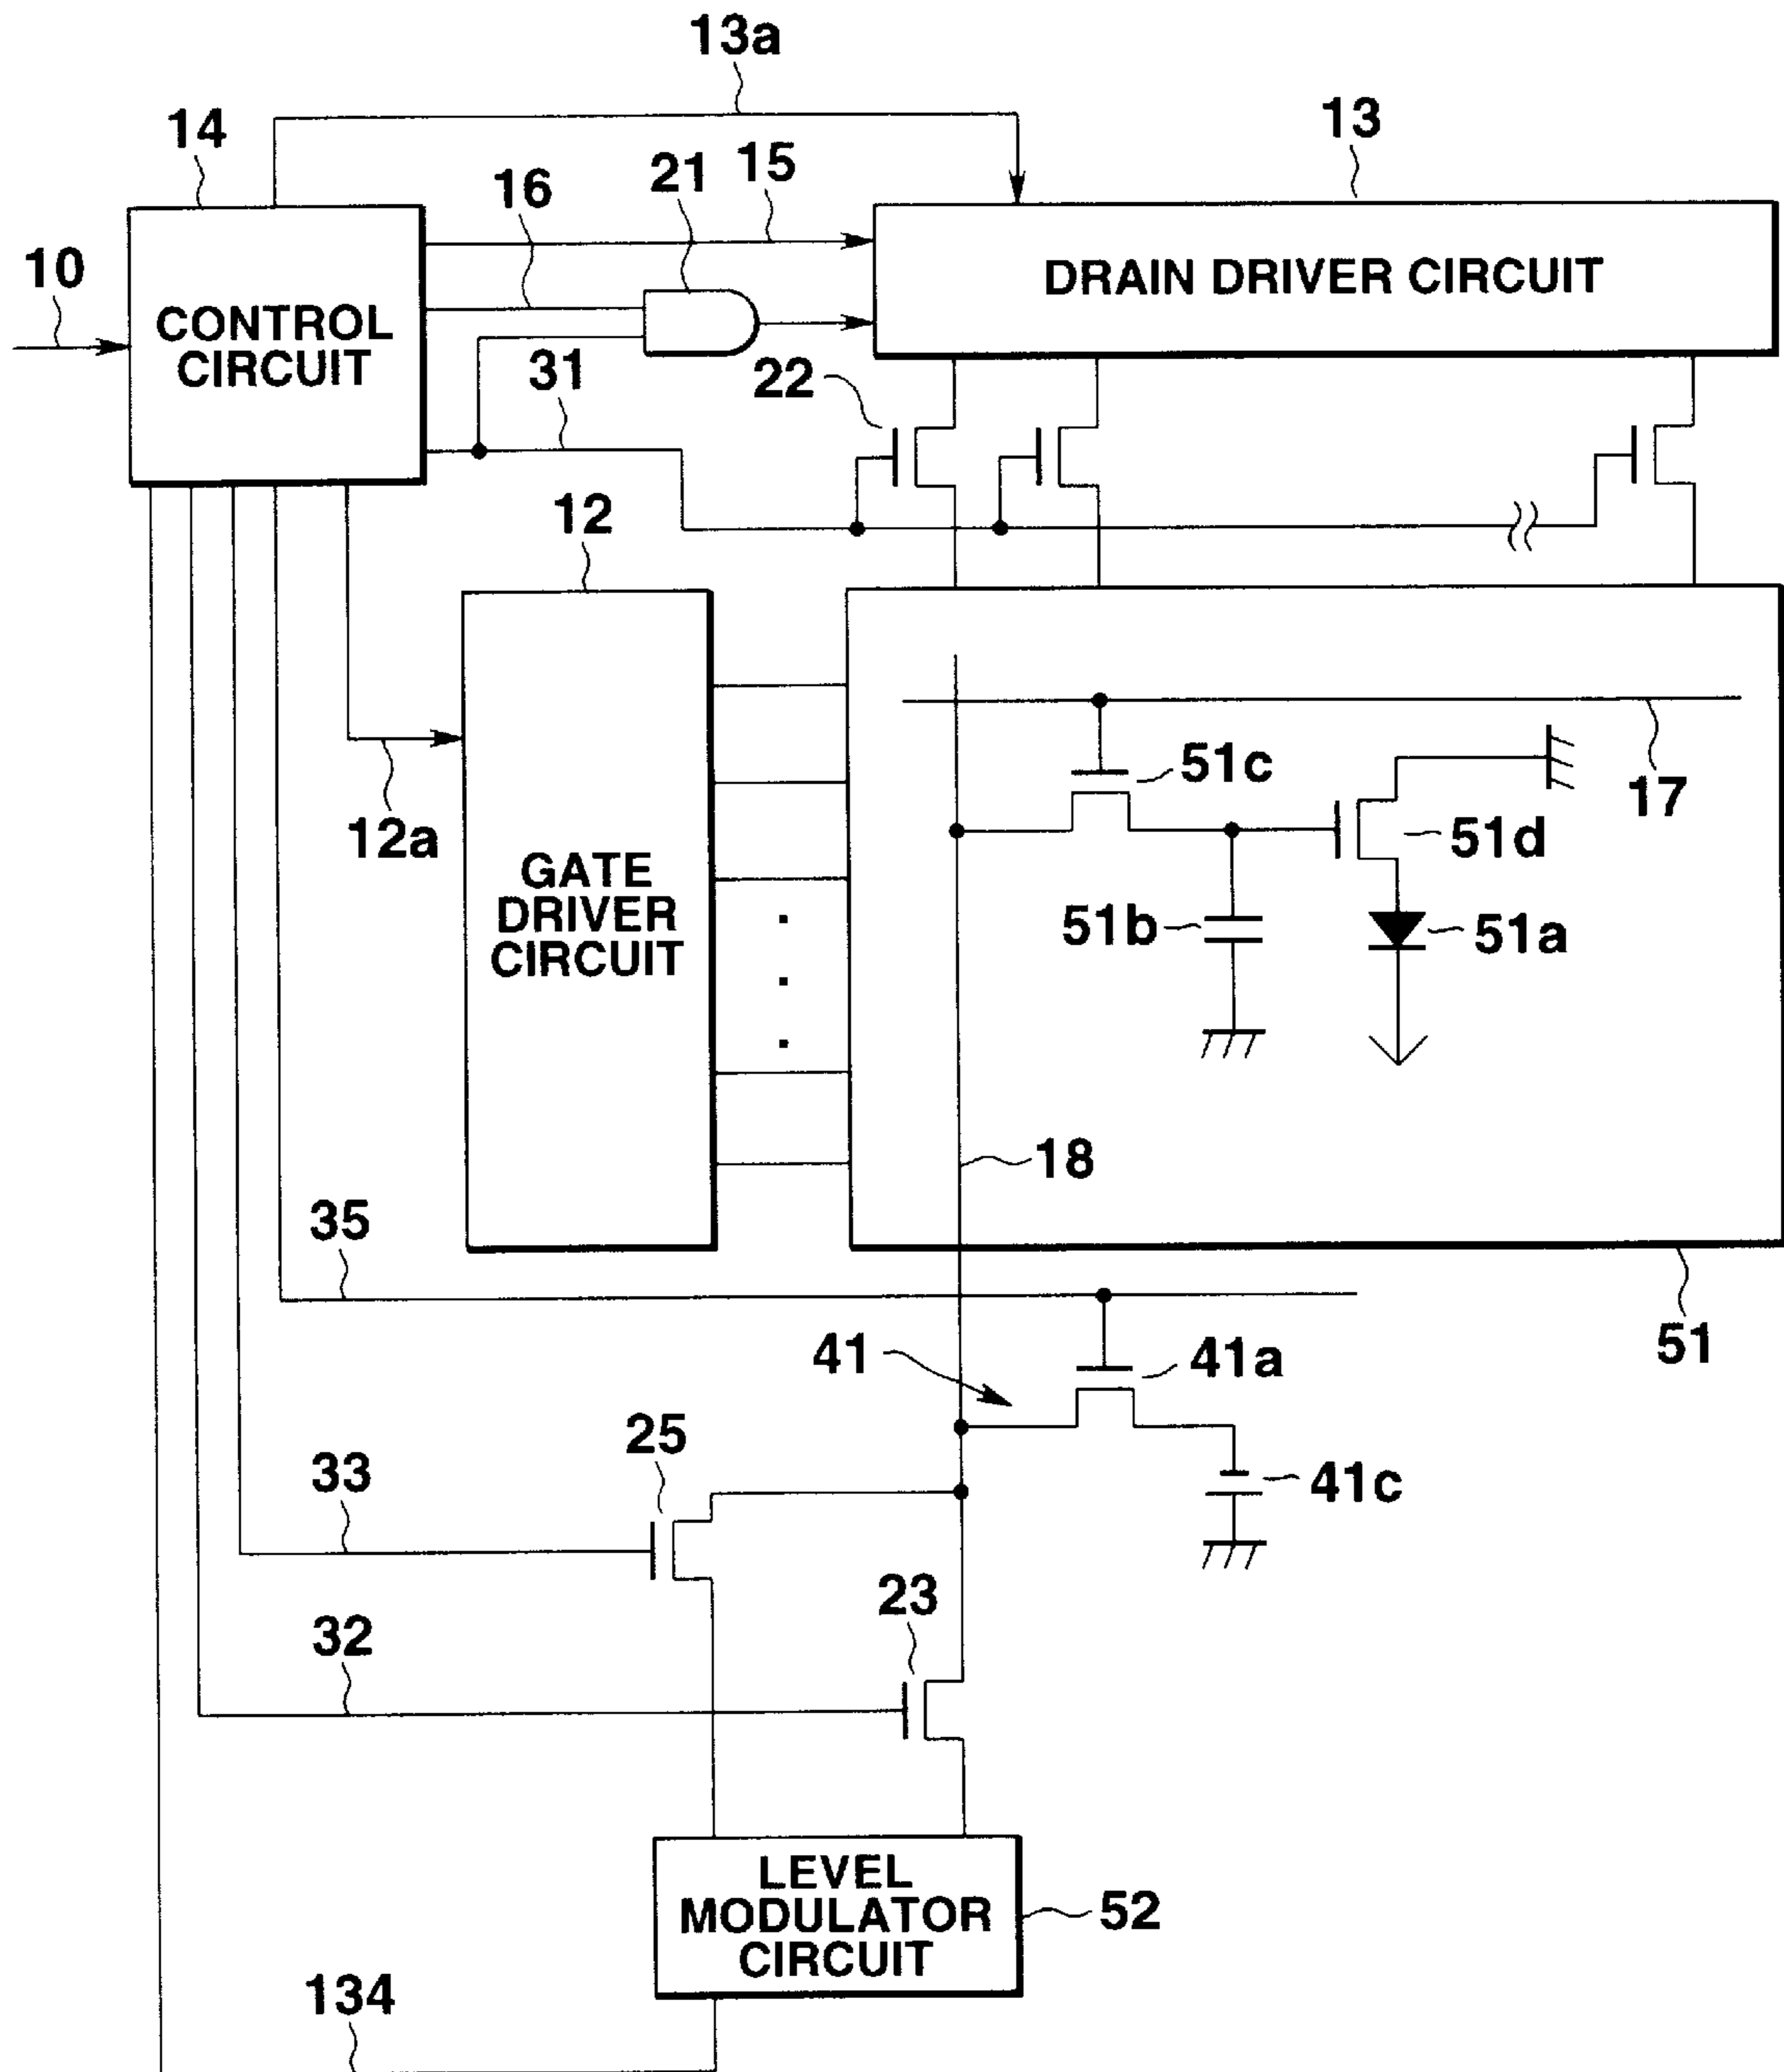 13a
14
13
15
21
16
10
DRAIN DRIVER CIRCUIT
CONTROL
CIRCUIT
31
22
12
51c
17
12a
51d
GATE
DRIVER
CIRCUIT
51b
51a
18
35
51
41
41a
25
33
41c
23
32
LEVEL
MODULATOR
CIRCUIT
52
134